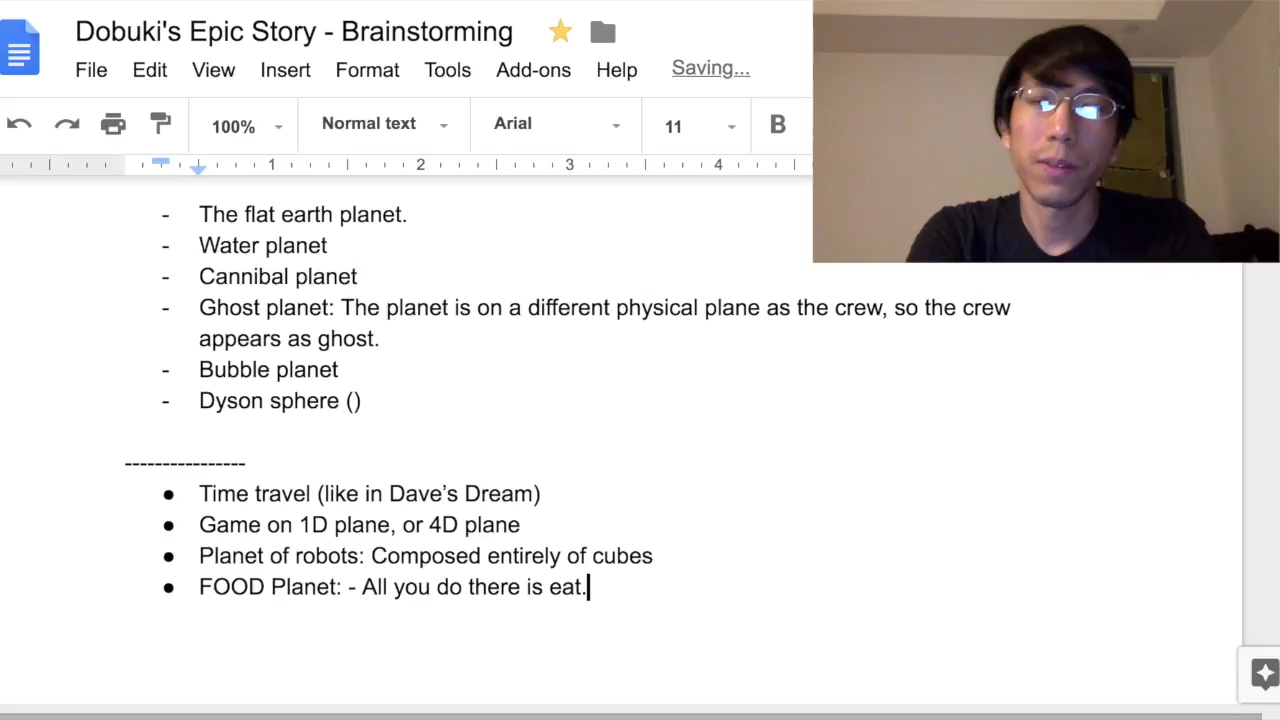 Dobuki's Epic Story - Brainstorming
File Edit View Insert Format Tools Add-ons Help Saving...
100% Normal text Arial 11 B
1 2 3 4
- The flat earth planet.
- Water planet
- Cannibal planet
- Ghost planet: The planet is on a different physical plane as the crew, so the crew
appears as ghost.
- Bubble planet
- Dyson sphere ()
----------------
● Time travel (like in Dave’s Dream)
● Game on 1D plane, or 4D plane
● Planet of robots: Composed entirely of cubes
● FOOD Planet: - All you do there is eat.